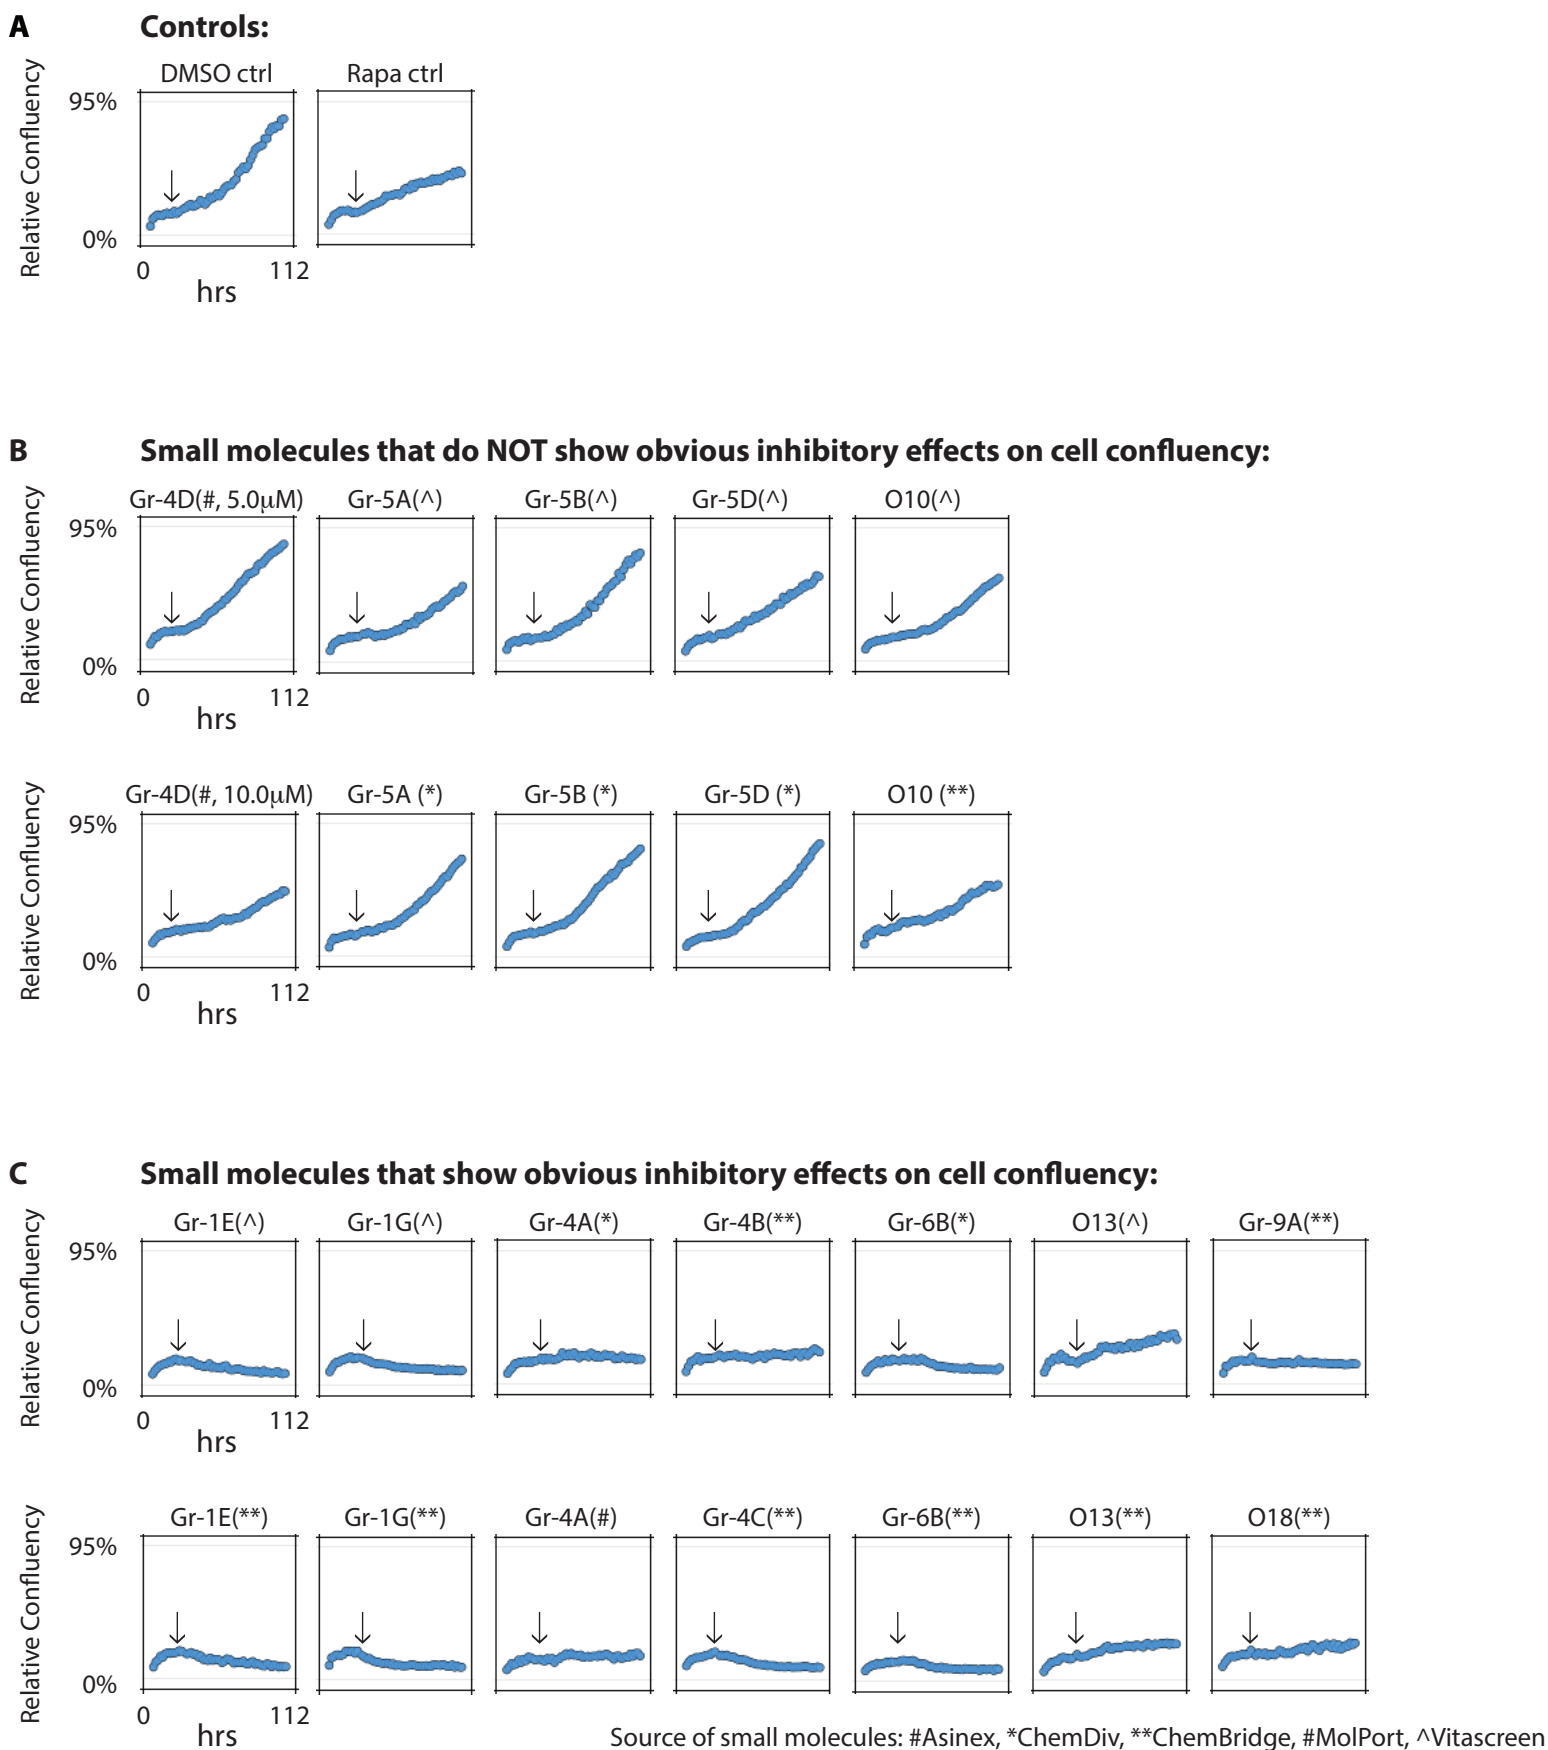 A Controls:
DMSO ctrl Rapa ctrl
Relative Confluency
95%
0%
0 112
hrs
B Small molecules that do NOT show obvious inhibitory effects on cell confluency:
Gr-4D(#, 5.0μM) Gr-5A(^) Gr-5B(^) Gr-5D(^) O10(^)
Relative Confluency
95%
0%
0 112
hrs
Gr-4D(#, 10.0μM) Gr-5A (*) Gr-5B (*) Gr-5D (*) O10 (**)
Relative Confluency
95%
0%
0 112
hrs
C Small molecules that show obvious inhibitory effects on cell confluency:
Gr-1E(^) Gr-1G(^) Gr-4A(*) Gr-4B(**) Gr-6B(*) O13(^) Gr-9A(**)
Relative Confluency
95%
0%
0 112
hrs
Gr-1E(**) Gr-1G(**) Gr-4A(#) Gr-4C(**) Gr-6B(**) O13(**) O18(**)
Relative Confluency
95%
0%
0 112
hrs
Source of small molecules: #Asinex, *ChemDiv, **ChemBridge, #MolPort, ^Vitascreen